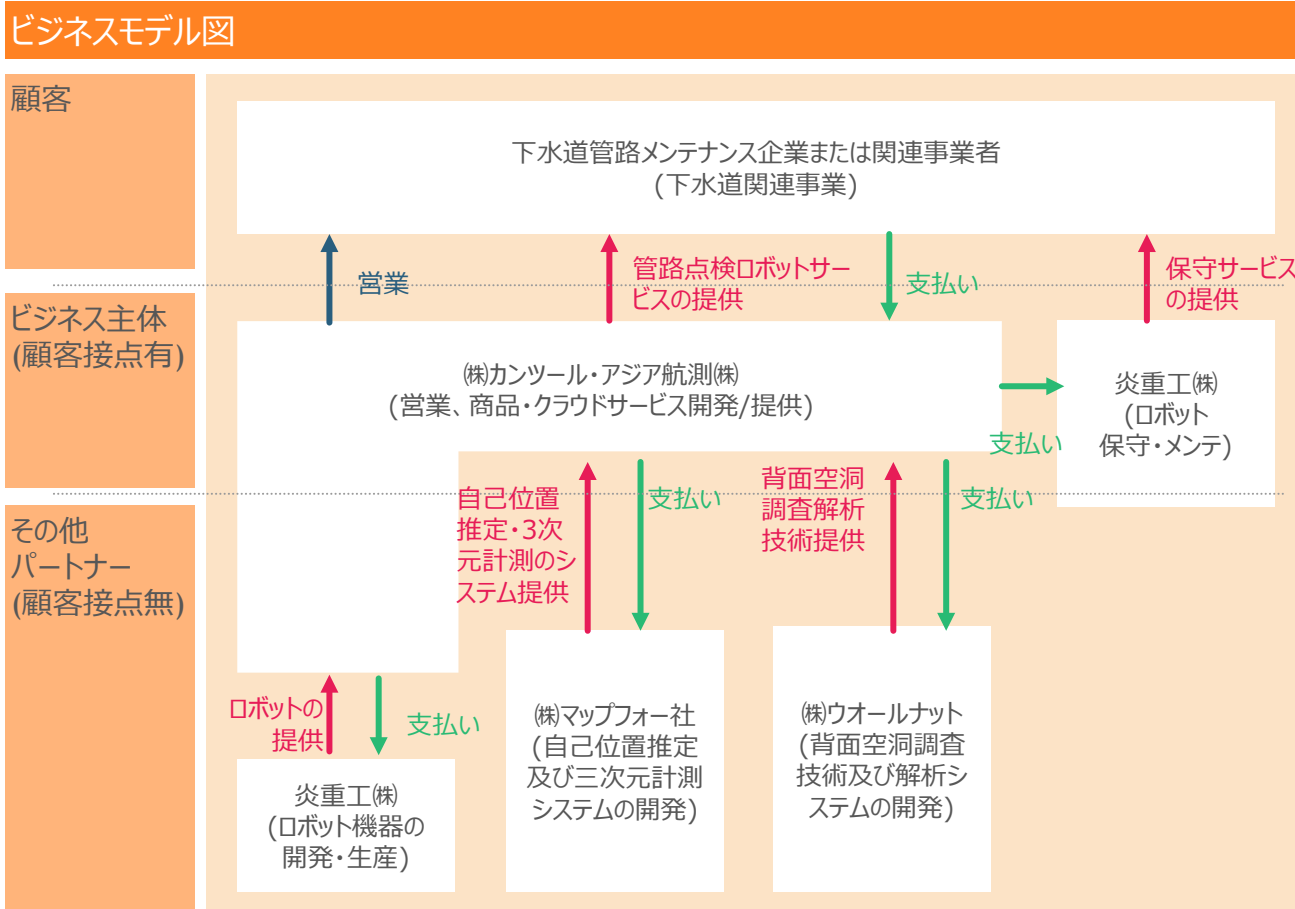 ビジネスモデル図
顧客
下水道管路メンテナンス企業または関連事業者
(下水道関連事業)
営業
管路点検ロボットサー
ビスの提供
支払い
保守サービス
の提供
ビジネス主体
(顧客接点有)
㈱カンツール・アジア航測㈱
(営業、商品・クラウドサービス開発/提供)
支払い
炎重工㈱
(ロボット
保守・メンテ)
その他
パートナー
(顧客接点無)
自己位置
推定・3次
元計測のシ
ステム提供
支払い
背面空洞
調査解析
技術提供
支払い
ロボットの
提供
支払い
炎重工㈱
(ロボット機器の
開発・生産)
㈱マップフォー社
(自己位置推定
及び三次元計測
システムの開発)
㈱ウオールナット
(背面空洞調査
技術及び解析シ
ステムの開発)